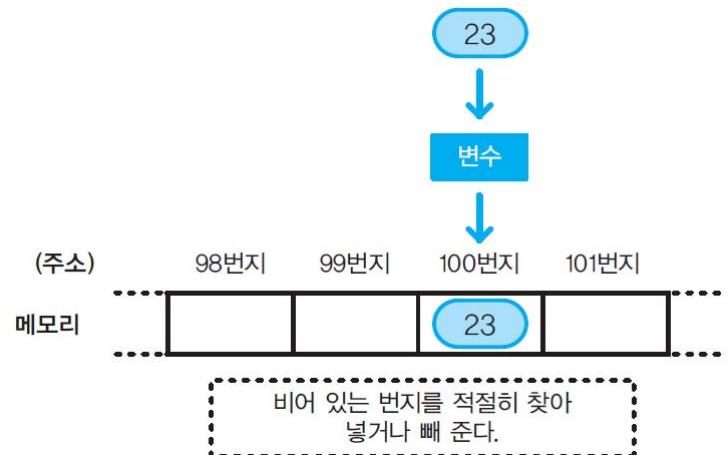 23
변수
(주소) 98번지 99번지 100번지 101번지
메모리 23
비어 있는 번지를 적절히 찾아
넣거나 빼 준다.